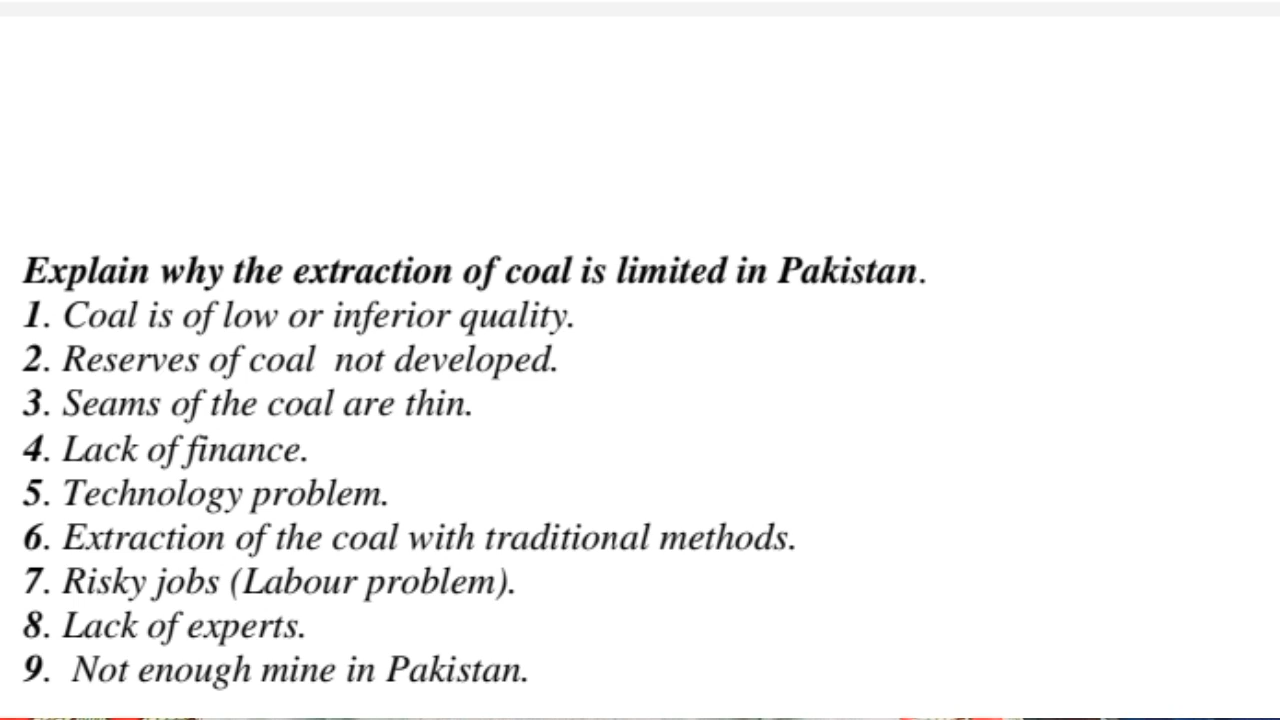 Explain why the extraction of coal is limited in Pakistan.
1. Coal is of low or inferior quality.
2. Reserves of coal  not developed.
3. Seams of the coal are thin.
4. Lack of finance.
5. Technology problem.
6. Extraction of the coal with traditional methods.
7. Risky jobs (Labour problem).
8. Lack of experts.
9.  Not enough mine in Pakistan.